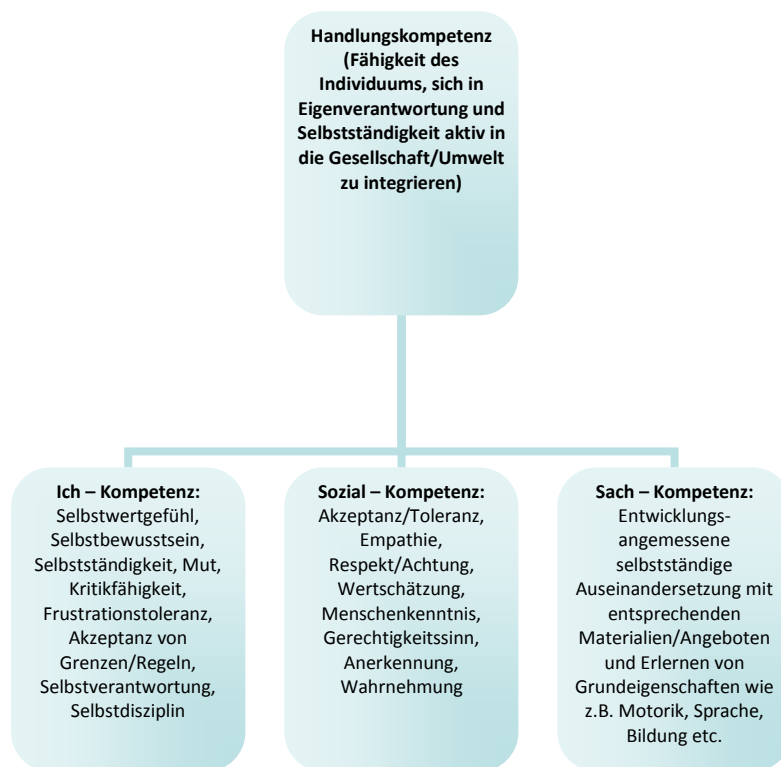 Handlungskompetenz
(Fähigkeit des
Individuums, sich in
Eigenverantwortung und
Selbstständigkeit aktiv in
die Gesellschaft/Umwelt
zu integrieren)
Ich – Kompetenz:
Selbstwertgefühl,
Selbstbewusstsein,
Selbstständigkeit, Mut,
Kritikfähigkeit,
Frustrationstoleranz,
Akzeptanz von
Grenzen/Regeln,
Selbstverantwortung,
Selbstdisziplin
Sozial – Kompetenz:
Akzeptanz/Toleranz,
Empathie,
Respekt/Achtung,
Wertschätzung,
Menschenkenntnis,
Gerechtigkeitssinn,
Anerkennung,
Wahrnehmung
Sach – Kompetenz:
Entwicklungs-
angemessene
selbstständige
Auseinandersetzung mit
entsprechenden
Materialien/Angeboten
und Erlernen von
Grundeigenschaften wie
z.B. Motorik, Sprache,
Bildung etc.